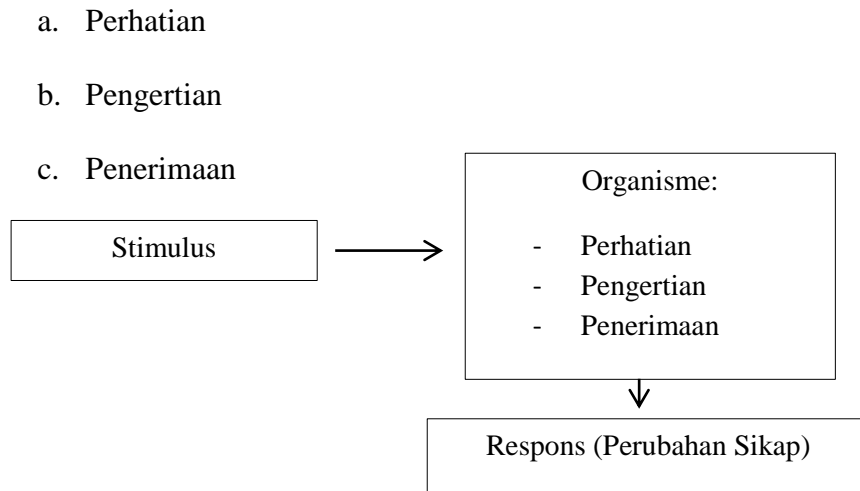 a. Perhatian
b. Pengertian
c. Penerimaan
Stimulus
Organisme:
- Perhatian
- Pengertian
- Penerimaan
Respons (Perubahan Sikap)